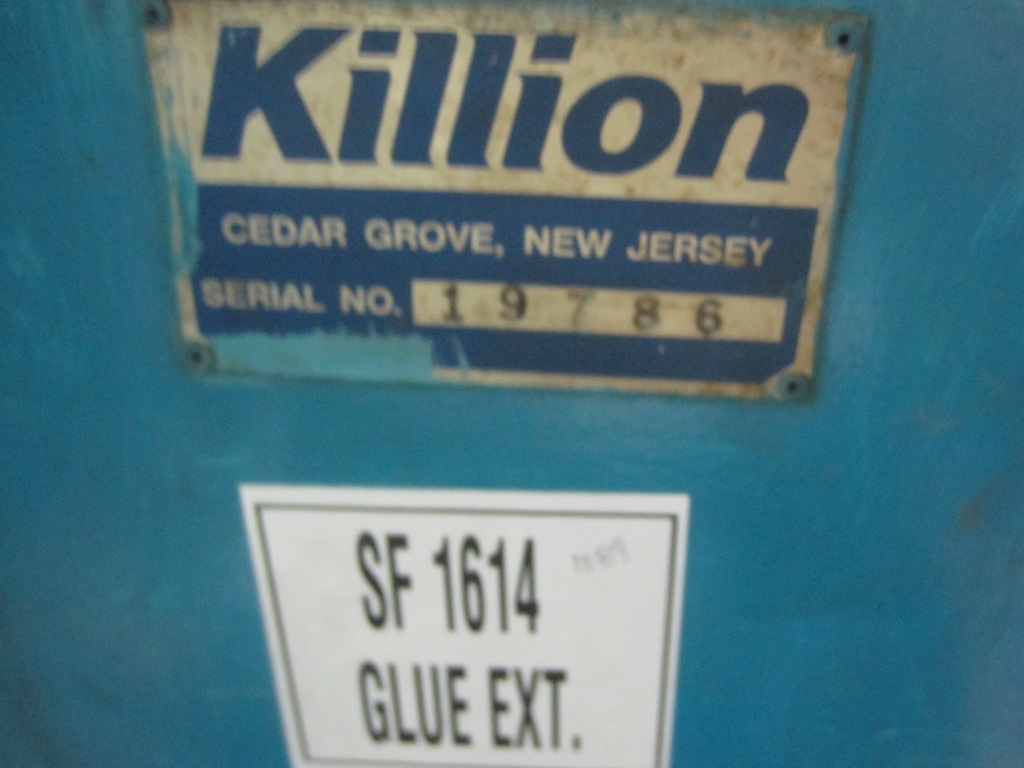 Killion
CEDAR GROVE, NEW JERSEY
SERIAL NO. 19786
SF 1614
GLUE EXT.